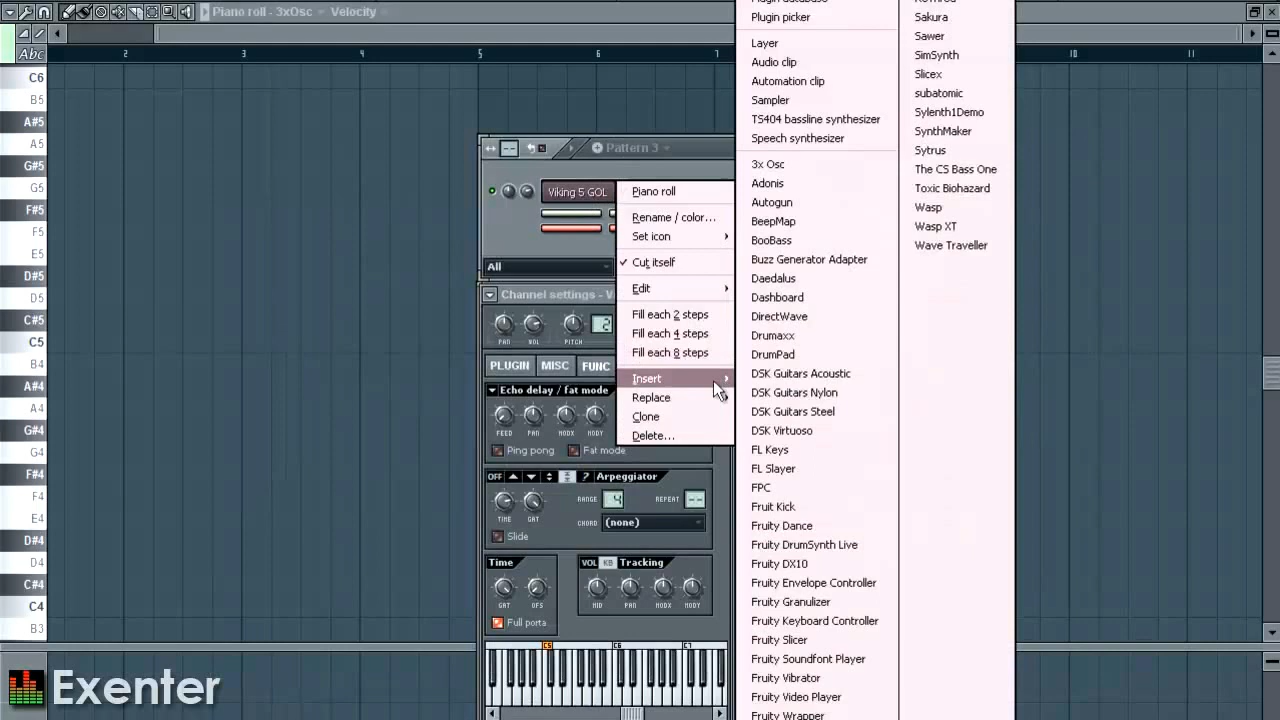 Piano roll - 3xOsc
Velocity
Abc
2
3
4
5
6
7
10
11
C6
B5
A#5
A5
G#5
G5
F#5
F5
E5
D#5
D5
C#5
C5
B4
A#4
A4
G#4
G4
F#4
F4
E4
D#4
D4
C#4
C4
B3
Pattern 3
Viking 5 GOL
All
Channel settings - V
PAN
VOL
PITCH
2
PLUGIN
MISC
FUNC
Echo delay / fat mode
FEED
PAN
MODX
MODY
Ping pong
Fat mode
OFF
?
Arpeggiator
TIME
GAT
RANGE
4
REPEAT
--
CHORD
(none)
Slide
Time
GAT
OFS
Full porta
VOL
KB
Tracking
MID
PAN
MODX
MODY
C5
C6
C7
Piano roll
Rename / color...
Set icon
Cut itself
Edit
Fill each 2 steps
Fill each 4 steps
Fill each 8 steps
Insert
Replace
Clone
Delete...
Plugin database
Plugin picker
Layer
Audio clip
Automation clip
Sampler
TS404 bassline synthesizer
Speech synthesizer
3x Osc
Adonis
Autogun
BeepMap
BooBass
Buzz Generator Adapter
Daedalus
Dashboard
DirectWave
Drumaxx
DrumPad
DSK Guitars Acoustic
DSK Guitars Nylon
DSK Guitars Steel
DSK Virtuoso
FL Keys
FL Slayer
FPC
Fruit Kick
Fruity Dance
Fruity DrumSynth Live
Fruity DX10
Fruity Envelope Controller
Fruity Granulizer
Fruity Keyboard Controller
Fruity Slicer
Fruity Soundfont Player
Fruity Vibrator
Fruity Video Player
Fruity Wrapper
Sakura
Sawer
SimSynth
Slicex
subatomic
Sylenth1Demo
SynthMaker
Sytrus
The CS Bass One
Toxic Biohazard
Wasp
Wasp XT
Wave Traveller
Exenter